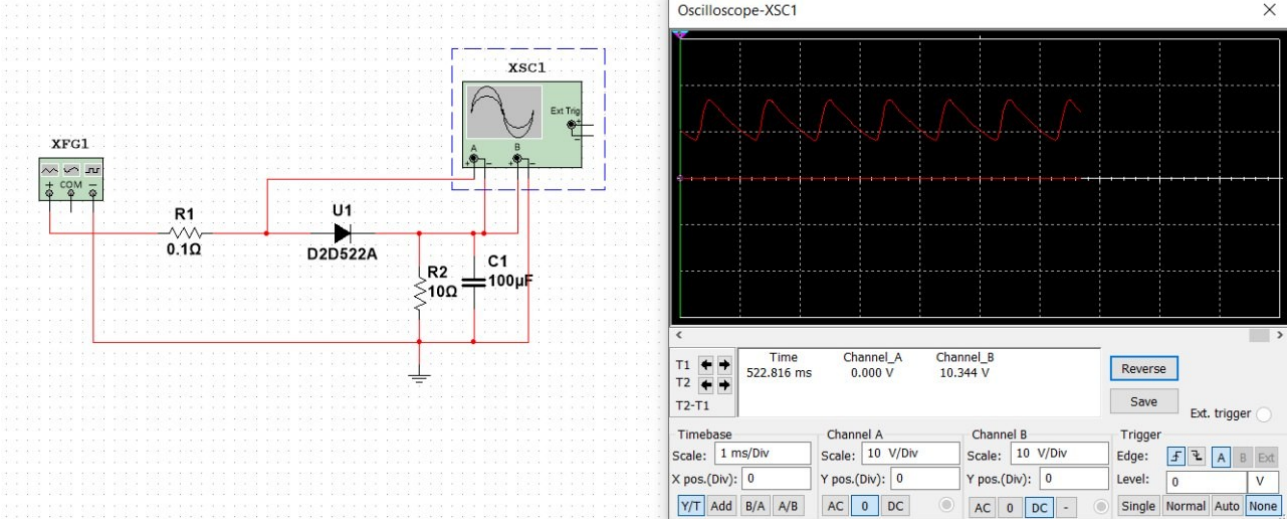 XSC1
Ext Trig
+
A
B
+ - + -
XFG1
+ COM -
R1
0.1Ω
U1
D2D522A
R2
10Ω
C1
100µF
Oscilloscope-XSC1
Time Channel_A Channel_B
T1 522.816 ms 0.000 V 10.344 V
T2
T2-T1
Reverse
Save
Ext. trigger
Timebase
Scale: 1 ms/Div
X pos.(Div): 0
Y/T Add B/A A/B
Channel A
Scale: 10 V/Div
Y pos.(Div): 0
AC 0 DC
Channel B
Scale: 10 V/Div
Y pos.(Div): 0
AC 0 DC -
Trigger
Edge: A B Ext
Level: 0 V
Single Normal Auto None